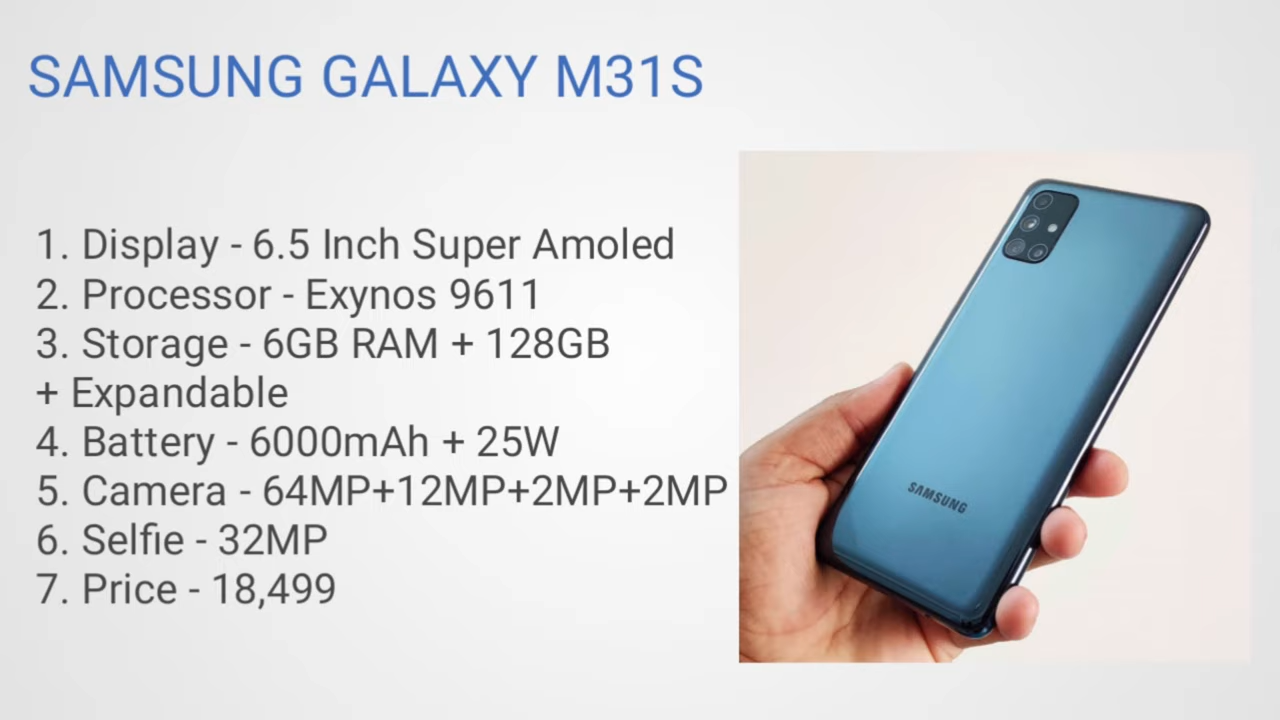 SAMSUNG GALAXY M31S
1. Display - 6.5 Inch Super Amoled
2. Processor - Exynos 9611
3. Storage - 6GB RAM + 128GB
+ Expandable
4. Battery - 6000mAh + 25W
5. Camera - 64MP+12MP+2MP+2MP
6. Selfie - 32MP
7. Price - 18,499
SAMSUNG